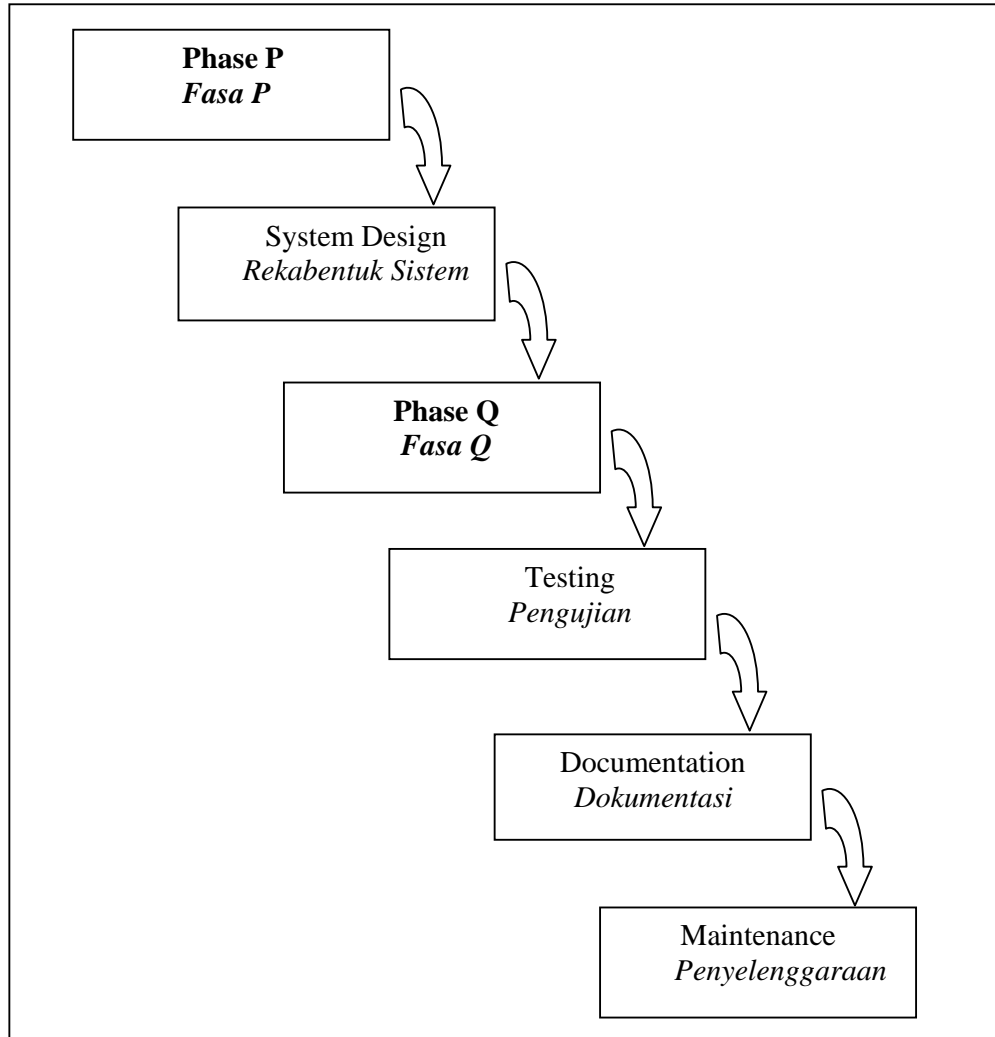 Phase P
Fasa P
System Design
Rekabentuk Sistem
Phase Q
Fasa Q
Testing
Pengujian
Documentation
Dokumentasi
Maintenance
Penyelenggaraan